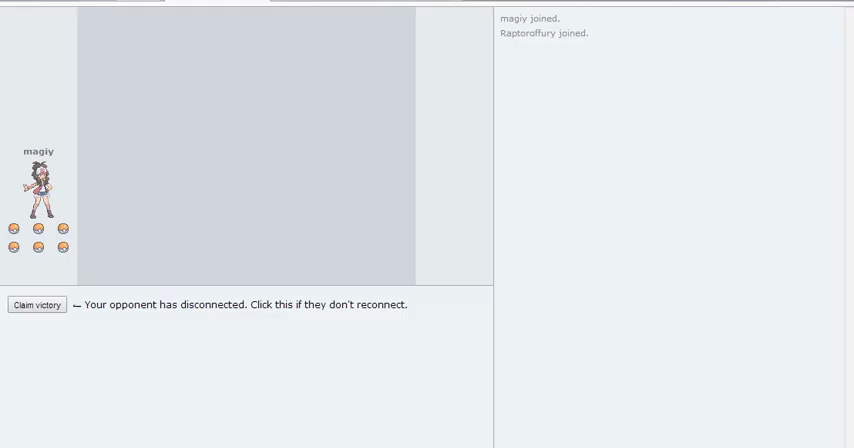 magiy joined.
Raptoroffury joined.
magiy
Claim victory ← Your opponent has disconnected. Click this if they don't reconnect.